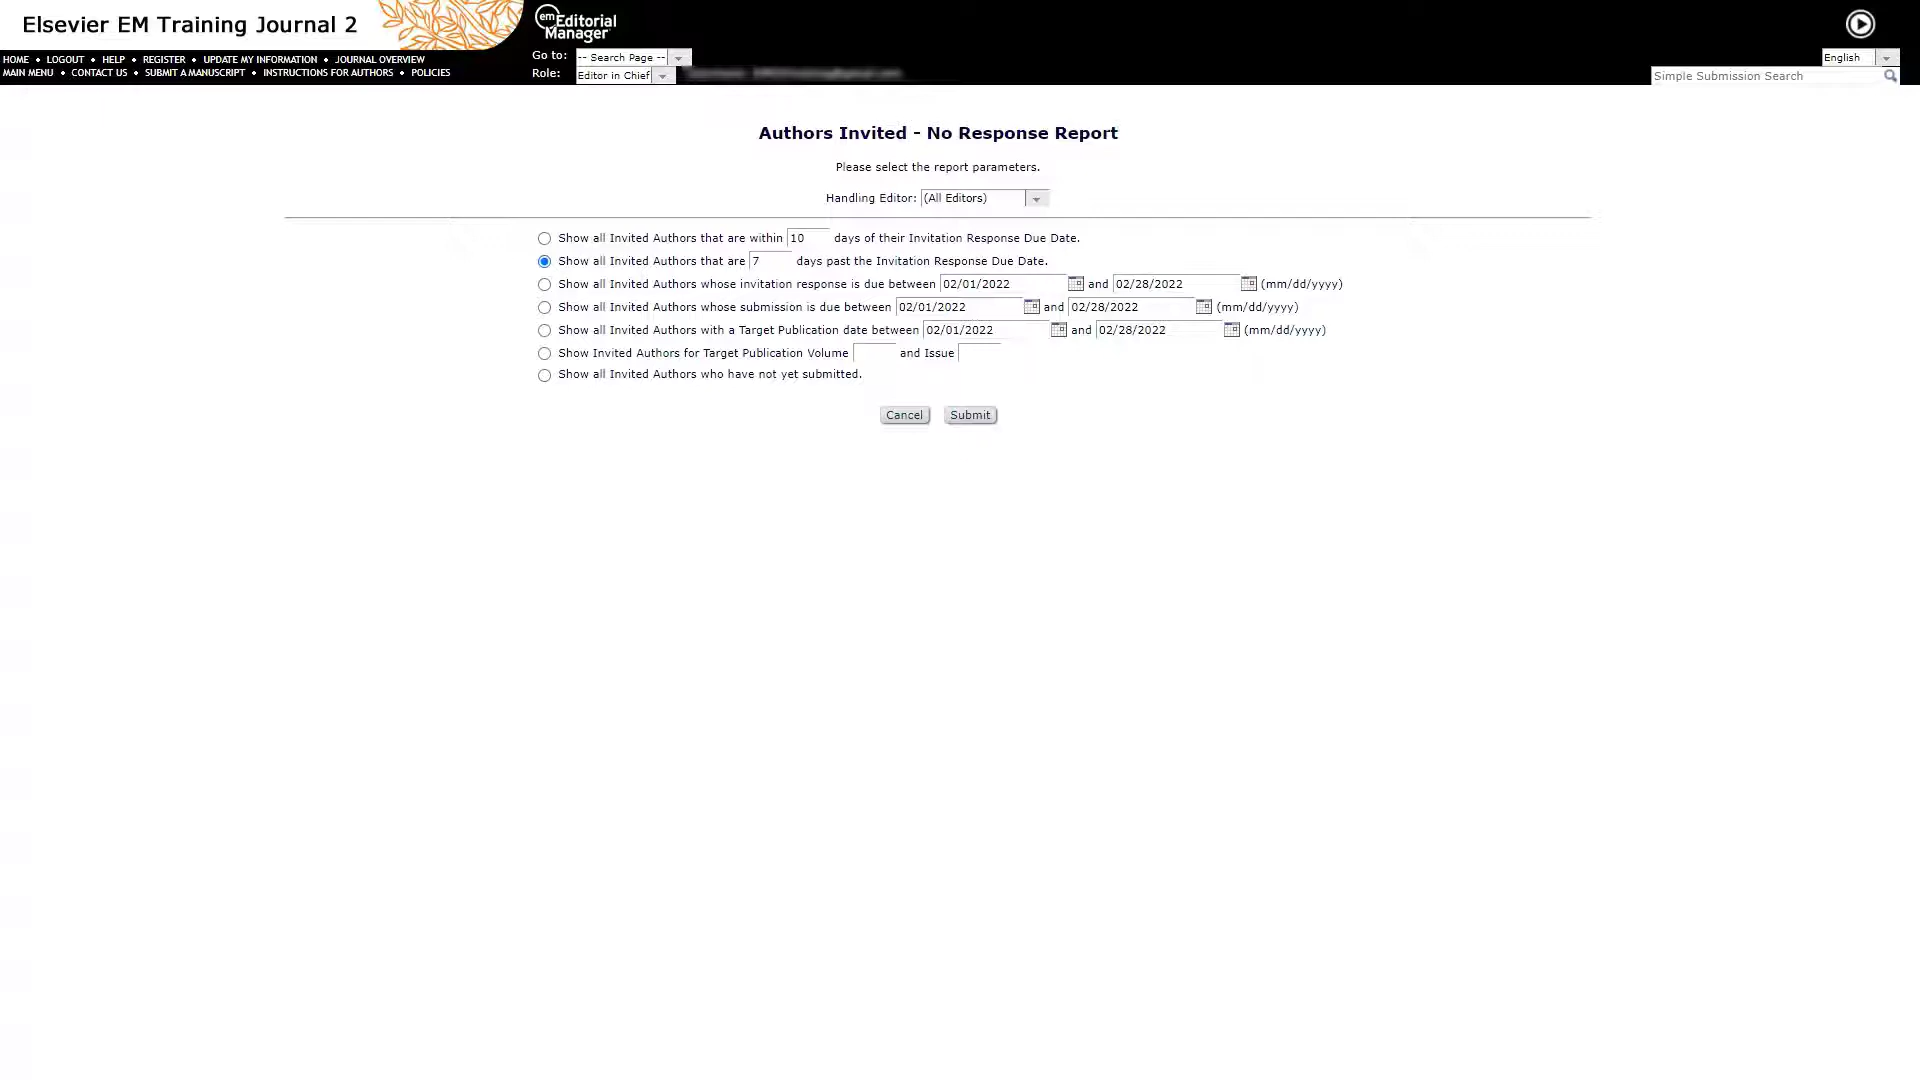 Elsevier EM Training Journal 2
em Editorial Manager
HOME • LOGOUT • HELP • REGISTER • UPDATE MY INFORMATION • JOURNAL OVERVIEW
MAIN MENU • CONTACT US • SUBMIT A MANUSCRIPT • INSTRUCTIONS FOR AUTHORS • POLICIES
Go to: -- Search Page --
Role: Editor in Chief
English
Simple Submission Search
Authors Invited - No Response Report
Please select the report parameters.
Handling Editor: (All Editors)
Show all Invited Authors that are within 10 days of their Invitation Response Due Date.
Show all Invited Authors that are 7 days past the Invitation Response Due Date.
Show all Invited Authors whose invitation response is due between 02/01/2022 and 02/28/2022 (mm/dd/yyyy)
Show all Invited Authors whose submission is due between 02/01/2022 and 02/28/2022 (mm/dd/yyyy)
Show all Invited Authors with a Target Publication date between 02/01/2022 and 02/28/2022 (mm/dd/yyyy)
Show Invited Authors for Target Publication Volume and Issue
Show all Invited Authors who have not yet submitted.
Cancel Submit